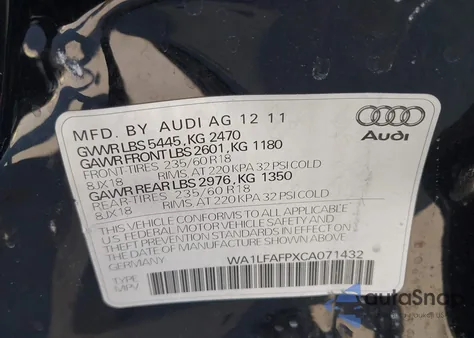 MFD. BY AUDI AG 12 11
GVWR LBS 5445, KG 2470
GAWR FRONT LBS 2601, KG 1180
FRONT-TIRES 235/60 R18
8JX18 RIMS, AT 220 KPA 32 PSI COLD
GAWR REAR LBS 2976, KG 1350
REAR-TIRES 235/60 R18
8JX18 RIMS, AT 220 KPA 32 PSI COLD
THIS VEHICLE CONFORMS TO ALL APPLICABLE
U.S. FEDERAL MOTOR VEHICLE SAFETY AND
THEFT PREVENTION STANDARDS IN EFFECT ON
THE DATE OF MANUFACTURE SHOWN ABOVE
GERMANY WA1LFAFPXCA071432
TYPE
MPV
Audi
autoSnap